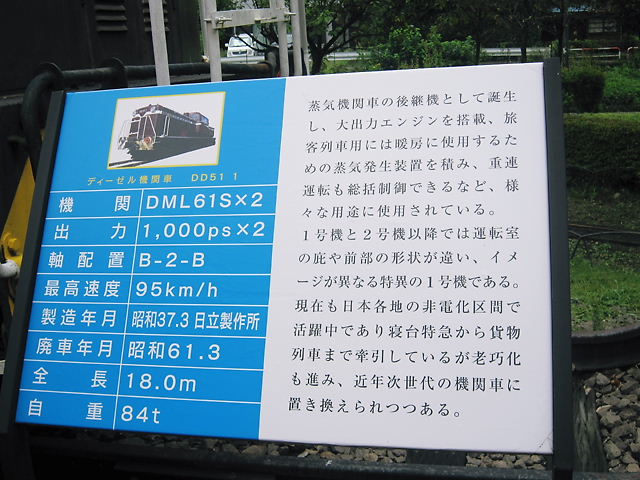 ディーゼル機関車 DD51 1
機関 DML61S×2
出力 1,000ps×2
軸配置 B-2-B
最高速度 95km/h
製造年月 昭和37.3 日立製作所
廃車年月 昭和61.3
全長 18.0m
自重 84t
蒸気機関車の後継機として誕生
し、大出力エンジンを搭載、旅
客列車用には暖房に使用するた
めの蒸気発生装置を積み、重連
運転も総括制御できるなど、様
々な用途に使用されている。
1号機と2号機以降では運転室
の庇や前部の形状が違い、イメ
ージが異なる特異の1号機である。
現在も日本各地の非電化区間で
活躍中であり寝台特急から貨物
列車まで牽引しているが老巧化
も進み、近年次世代の機関車に
置き換えられつつある。